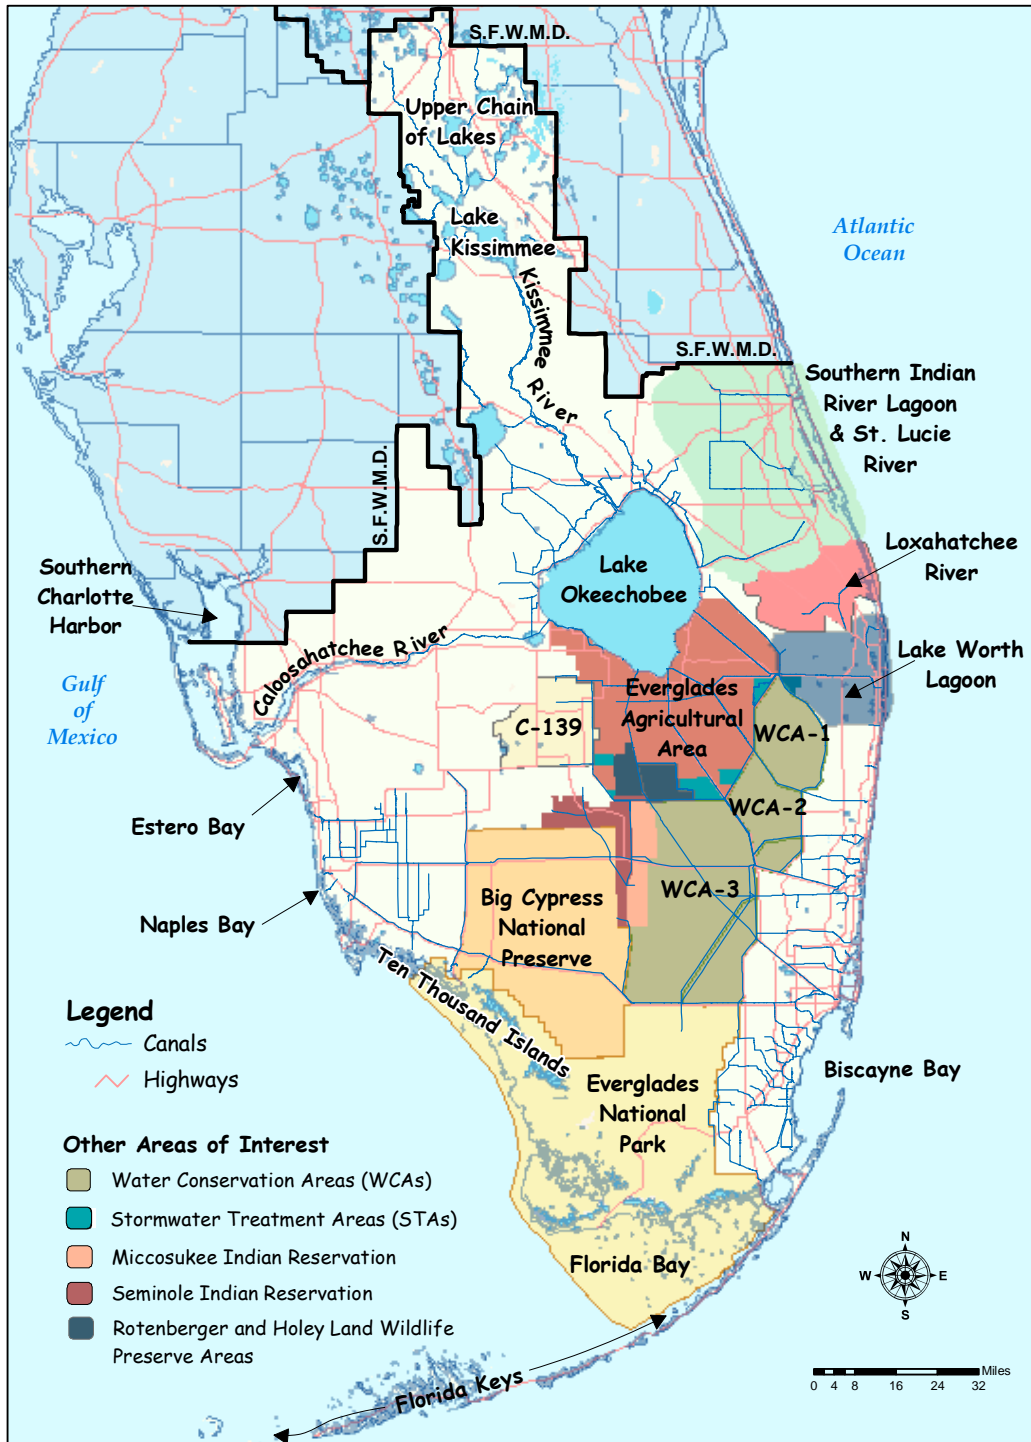 S.F.W.M.D.
Upper Chain
of Lakes
Lake
Kissimmee
Atlantic
Ocean
Kissimmee
River
S.F.W.M.D.
Southern Indian
River Lagoon
& St. Lucie
River
S.F.W.M.D.
Loxahatchee
River
Southern
Charlotte
Harbor
Lake
Okeechobee
Caloosahatchee River
Lake Worth
Lagoon
Gulf
of
Mexico
Everglades
Agricultural
Area
C-139
WCA-1
WCA-2
Estero Bay
WCA-3
Naples Bay
Big Cypress
National
Preserve
Ten Thousand Islands
Legend
Canals
Highways
Biscayne Bay
Everglades
National
Park
Other Areas of Interest
Water Conservation Areas (WCAs)
Stormwater Treatment Areas (STAs)
Miccosukee Indian Reservation
Seminole Indian Reservation
Rotenberger and Holey Land Wildlife
Preserve Areas
Florida Bay
N
W E
S
Florida Keys
Miles
0 4 8 16 24 32